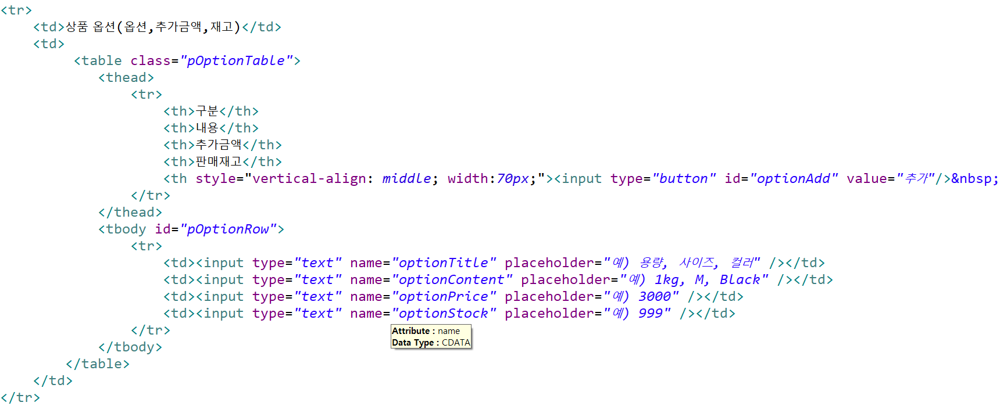 <tr>
<td>상품 옵션(옵션,추가금액,재고)</td>
<td>
<table class="pOptionTable">
<thead>
<tr>
<th>구분</th>
<th>내용</th>
<th>추가금액</th>
<th>판매재고</th>
<th style="vertical-align: middle; width:70px;"><input type="button" id="optionAdd" value="추가"/>&nbsp;
</tr>
</thead>
<tbody id="pOptionRow">
<tr>
<td><input type="text" name="optionTitle" placeholder="예) 용량, 사이즈, 컬러" /></td>
<td><input type="text" name="optionContent" placeholder="예) 1kg, M, Black" /></td>
<td><input type="text" name="optionPrice" placeholder="예) 3000" /></td>
<td><input type="text" name="optionStock" placeholder="예) 999" /></td>
</tr>
Attribute : name
Data Type : CDATA
</tbody>
</table>
</td>
</tr>